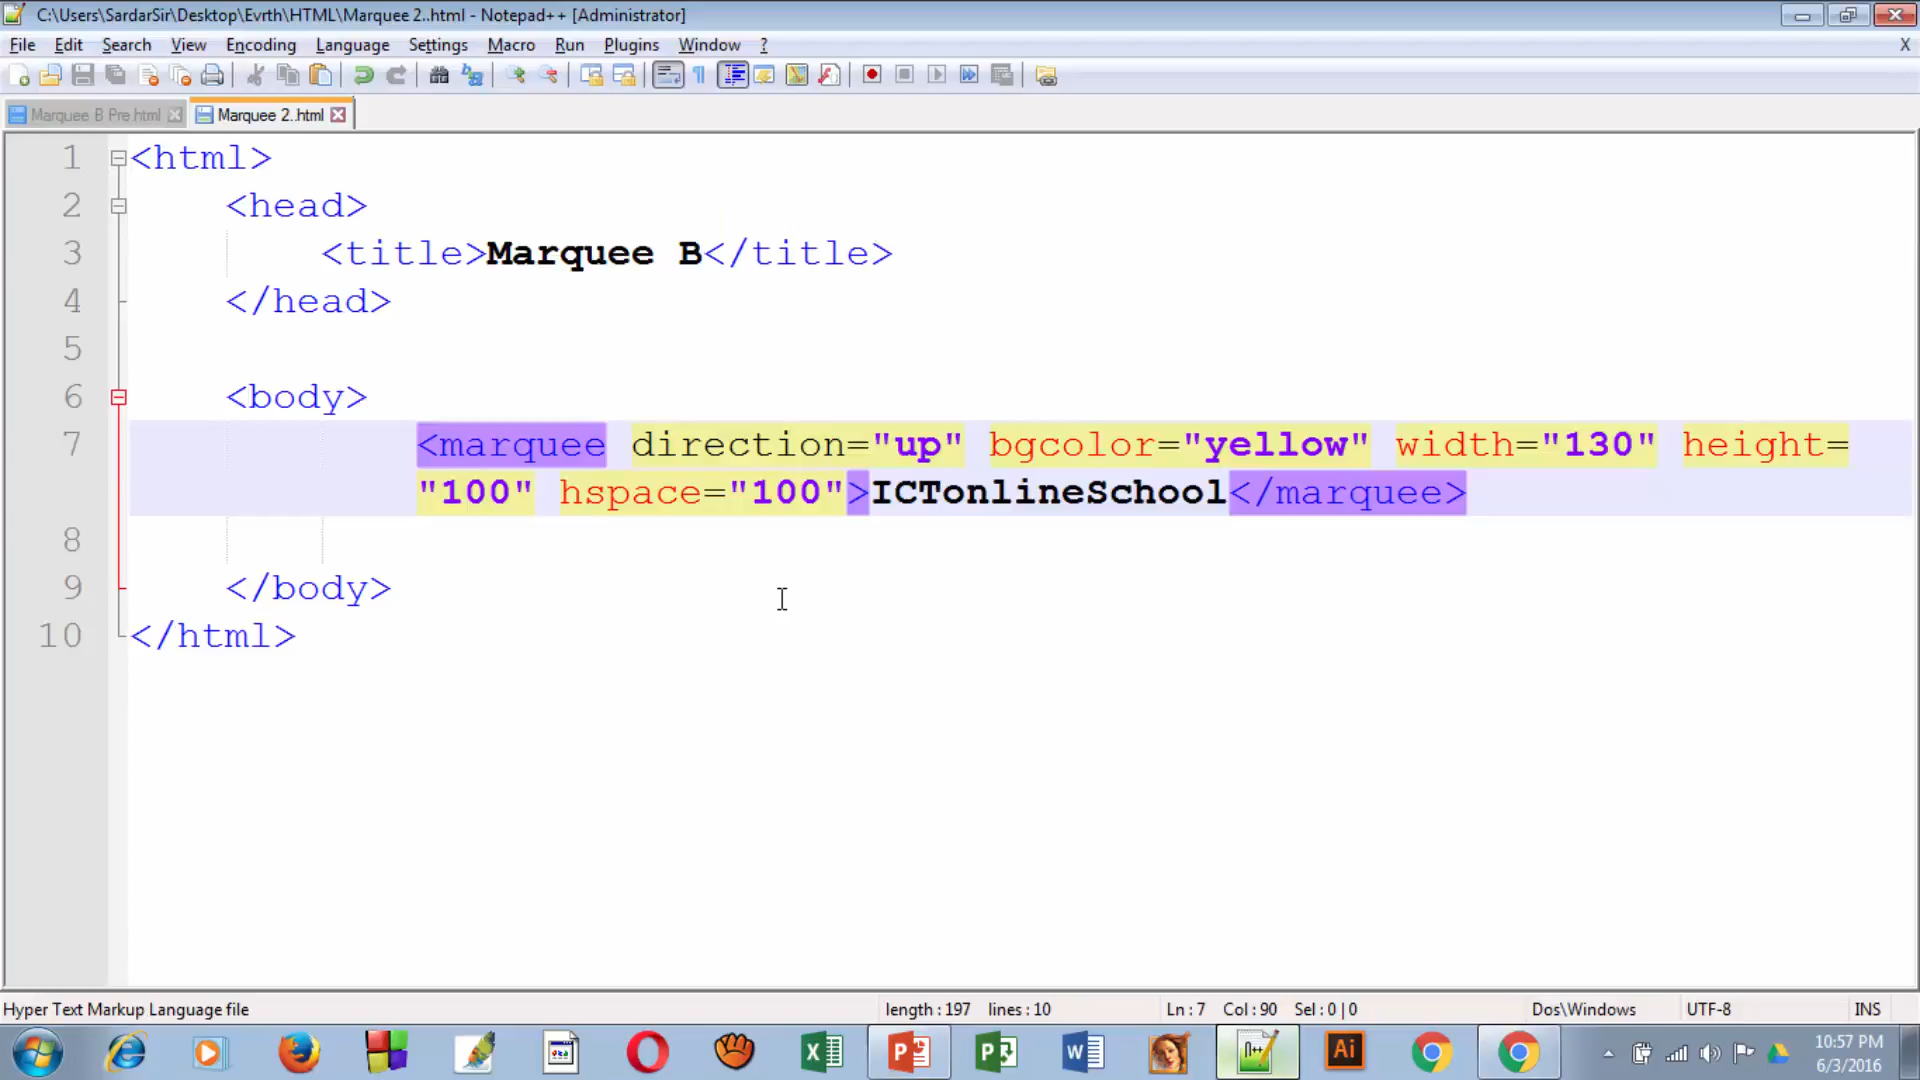 C:\Users\SardarSir\Desktop\Evrth\HTML\Marquee 2..html - Notepad++ [Administrator]
File Edit Search View Encoding Language Settings Macro Run Plugins Window ? X
Marquee B Pre.html Marquee 2..html
1 <html>
2 <head>
3 <title>Marquee B</title>
4 </head>
5
6 <body>
7 <marquee direction="up" bgcolor="yellow" width="130" height=
"100" hspace="100">ICTonlineSchool</marquee>
8
9 </body>
10 </html>
Hyper Text Markup Language file length : 197 lines : 10 Ln : 7 Col : 90 Sel : 0 | 0 Dos\Windows UTF-8 INS
10:57 PM
6/3/2016